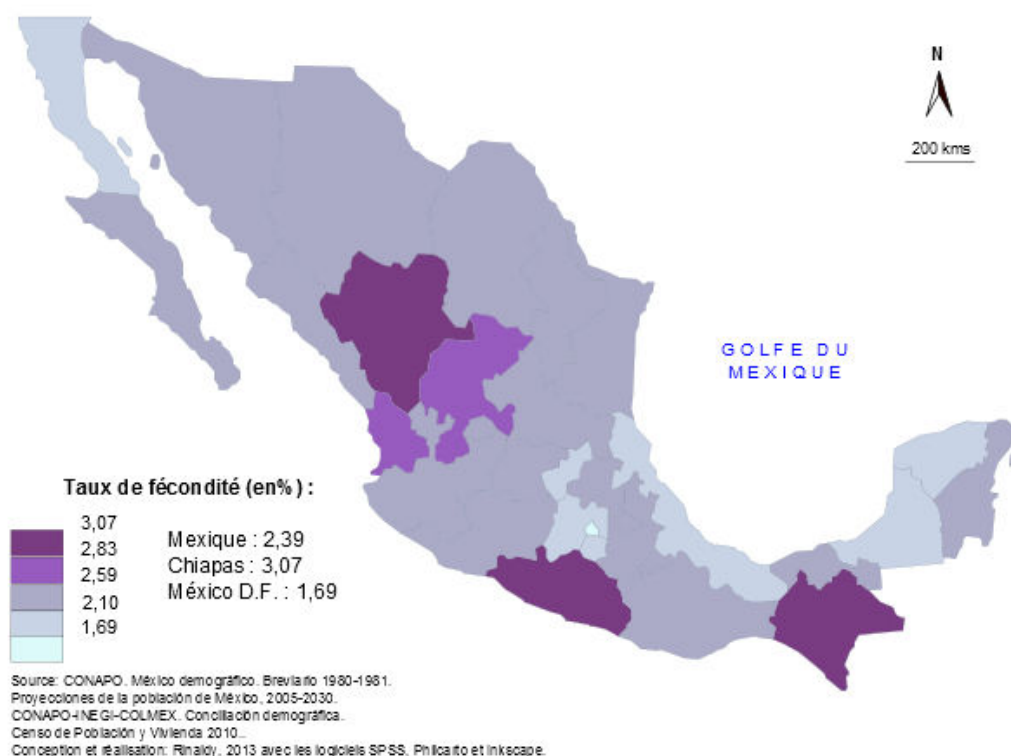 N
200 kms
GOLFE DU
MEXIQUE
Taux de fécondité (en%) :
3,07
2,83
2,59
2,10
1,69
Mexique : 2,39
Chiapas : 3,07
México D.F. : 1,69
Source: CONAPO. México demográfico. Breviario 1980-1981.
Proyecciones de la población de México, 2005-2030.
CONAPO-INEGI-COLMEX. Conciliación demográfica.
Censo de Población y Vivienda 2010..
Conception et réalisation: Rinaldy, 2013 avec les logiciels SPSS, Philcarto et Inkscape.